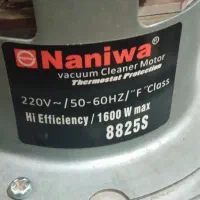 Naniwa®
vacuum Cleaner Motor
Thermostat Protection
220V~/50-60HZ/"F"Class
Hi Efficiency/1600 W max
8825S